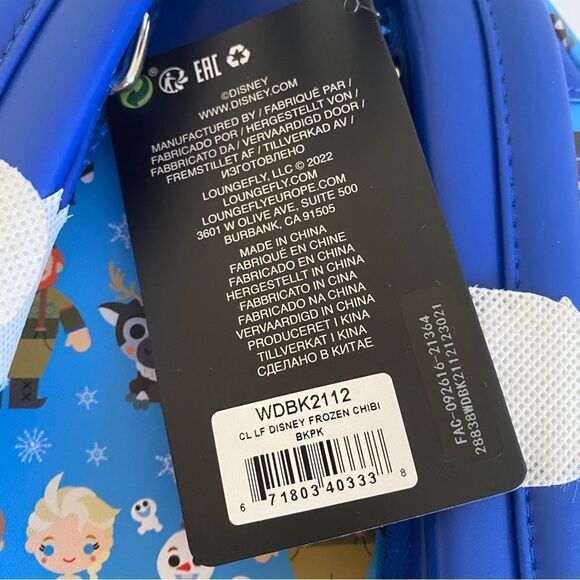 EAC
©DISNEY
WWW.DISNEY.COM
MANUFACTURED BY / FABRIQUÉ PAR /
FABRICADO POR / HERGESTELLT VON /
FABBRICATO DA / VERVAARDIGD DOOR /
FREMSTILLET AF / TILLVERKAD AV /
ИЗГОТОВЛЕНО
LOUNGEFLY, LLC © 2022
LOUNGEFLY.COM
LOUNGEFLYEUROPE.COM
3601 W OLIVE AVE, SUITE 500
BURBANK, CA 91505
MADE IN CHINA
FABRIQUÉ EN CHINE
FABRICADO EN CHINA
HERGESTELLT IN CHINA
FABBRICATO IN CINA
FABRICADO NA CHINA
VERVAARDIGD IN CHINA
PRODUCERET I KINA
TILLVERKAT I KINA
СДЕЛАНО В КИТАЕ
WDBK2112
CL LF DISNEY FROZEN CHIBI
BKPK
6 71803 40333 8
FAC-092616-21364
28838WDBK2112123021